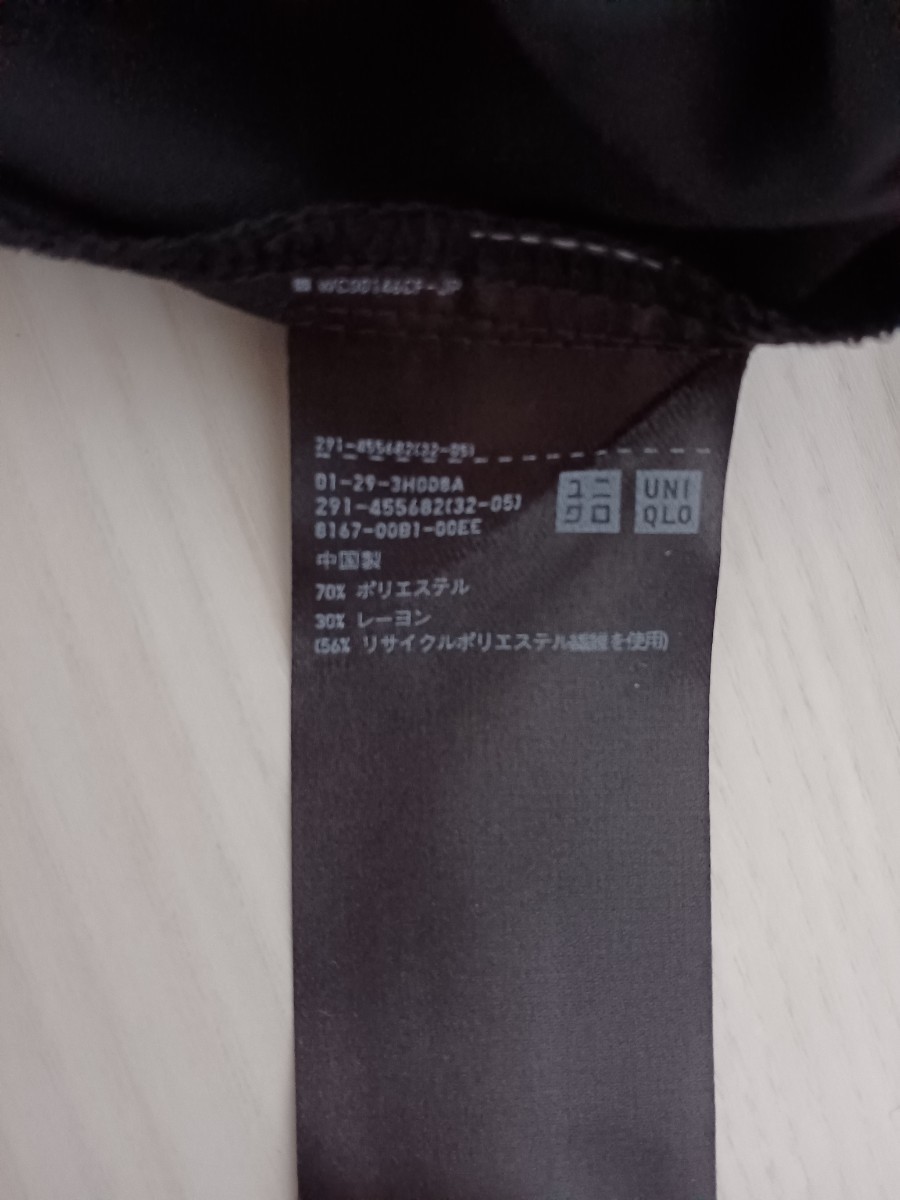 291-455682(32-05)
01-29-3H008A
291-455682(32-05)
ユニ
クロ
UNI
QLO
8167-00B1-00EE
中国製
70% ポリエステル
30% レーヨン
(56% リサイクルポリエステル繊維を使用)